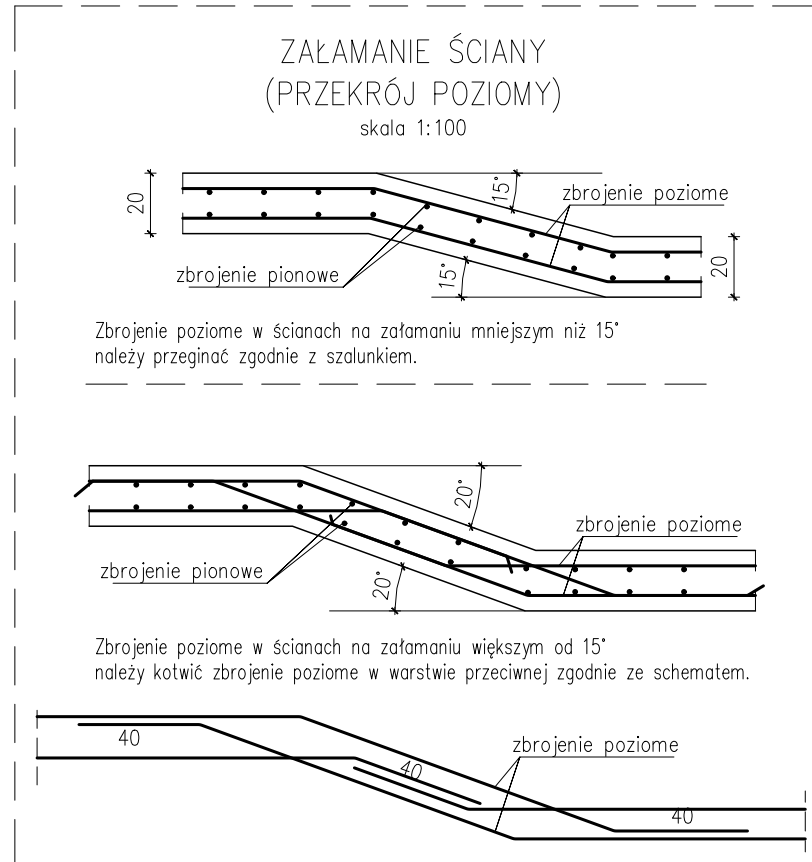 ZAŁAMANIE ŚCIANY
(PRZEKRÓJ POZIOMY)
skala 1:100
20
15°
zbrojenie poziome
zbrojenie pionowe
15°
20
Zbrojenie poziome w ścianach na załamaniu mniejszym niż 15°
należy przeginać zgodnie z szalunkiem.
20°
zbrojenie poziome
zbrojenie pionowe
20°
Zbrojenie poziome w ścianach na załamaniu większym od 15°
należy kotwić zbrojenie poziome w warstwie przeciwnej zgodnie ze schematem.
40
zbrojenie poziome
40
40